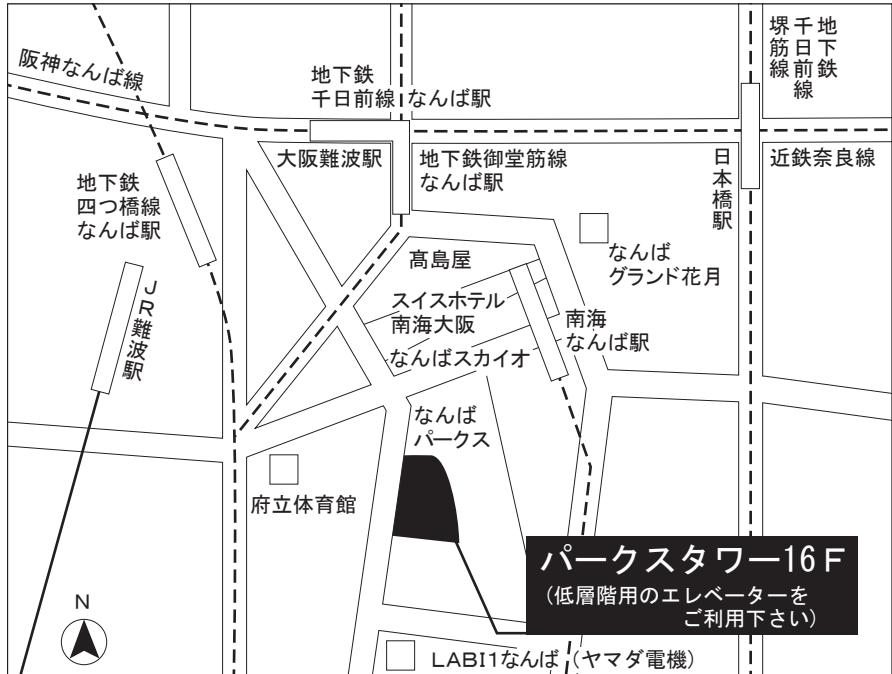 阪神なんば線
地下鉄
千日前線 なんば駅
地下鉄
千日前線
堺筋線
大阪難波駅
地下鉄御堂筋線
なんば駅
日本橋駅
近鉄奈良線
地下鉄
四つ橋線
なんば駅
JR難波駅
髙島屋
なんば
グランド花月
スイスホテル
南海大阪
南海
なんば駅
なんばスカイオ
なんば
パークス
府立体育館
パークスタワー16F
(低層階用のエレベーターを
ご利用下さい)
N
LABI1なんば (ヤマダ電機)